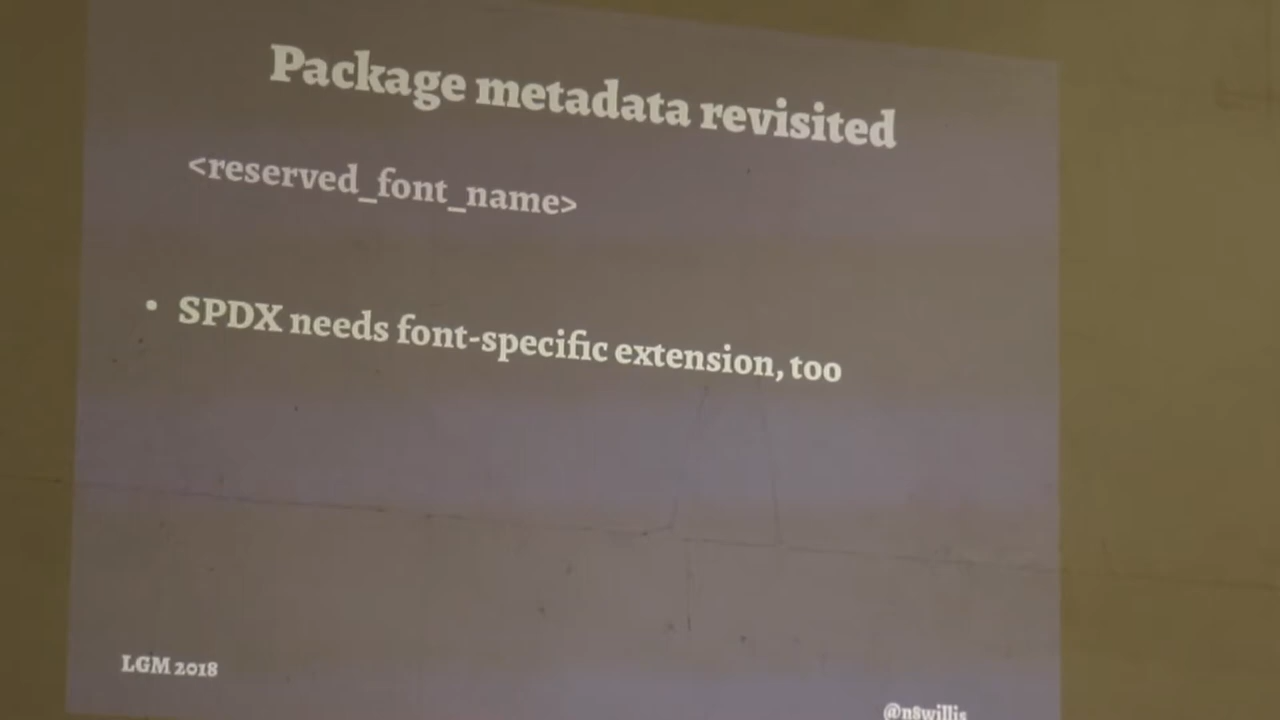 Package metadata revisited
<reserved_font_name>
• SPDX needs font-specific extension, too
LGM 2018
@n8willis